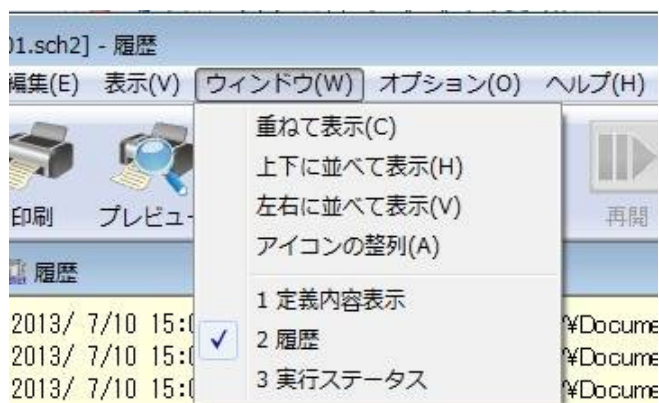 01.sch2] - 履歴
編集(E) 表示(V) ウィンドウ(W) オプション(O) ヘルプ(H)
重ねて表示(C)
上下に並べて表示(H)
左右に並べて表示(V)
アイコンの整列(A)
印刷 プレビュー 再開
履歴
1 定義内容表示
2 履歴
3 実行ステータス
2013/ 7/10 15:0 ¥Docume
2013/ 7/10 15:0 ¥Docume
2013/ 7/10 15:0 ¥Docume